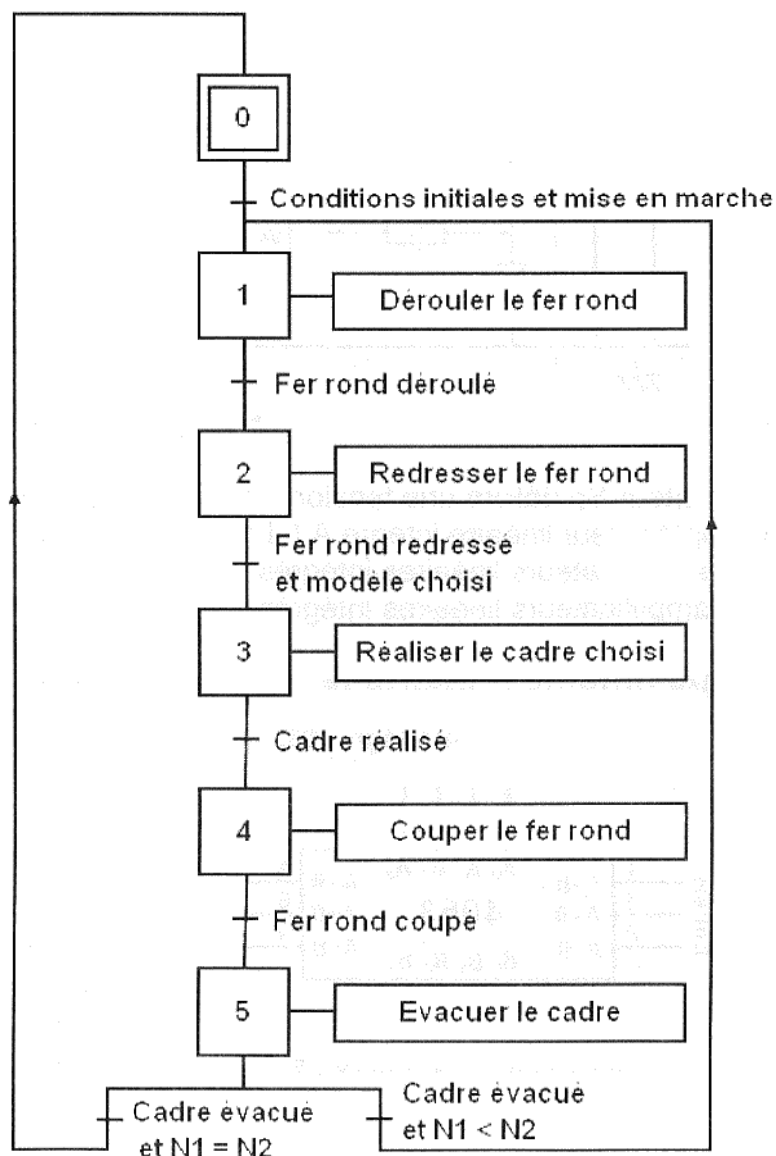 0
Conditions initiales et mise en marche
1
Dérouler le fer rond
Fer rond déroulé
2
Redresser le fer rond
Fer rond redressé
et modèle choisi
3
Réaliser le cadre choisi
Cadre réalisé
4
Couper le fer rond
Fer rond coupé
5
Evacuer le cadre
Cadre évacué
et N1 = N2
Cadre évacué
et N1 < N2